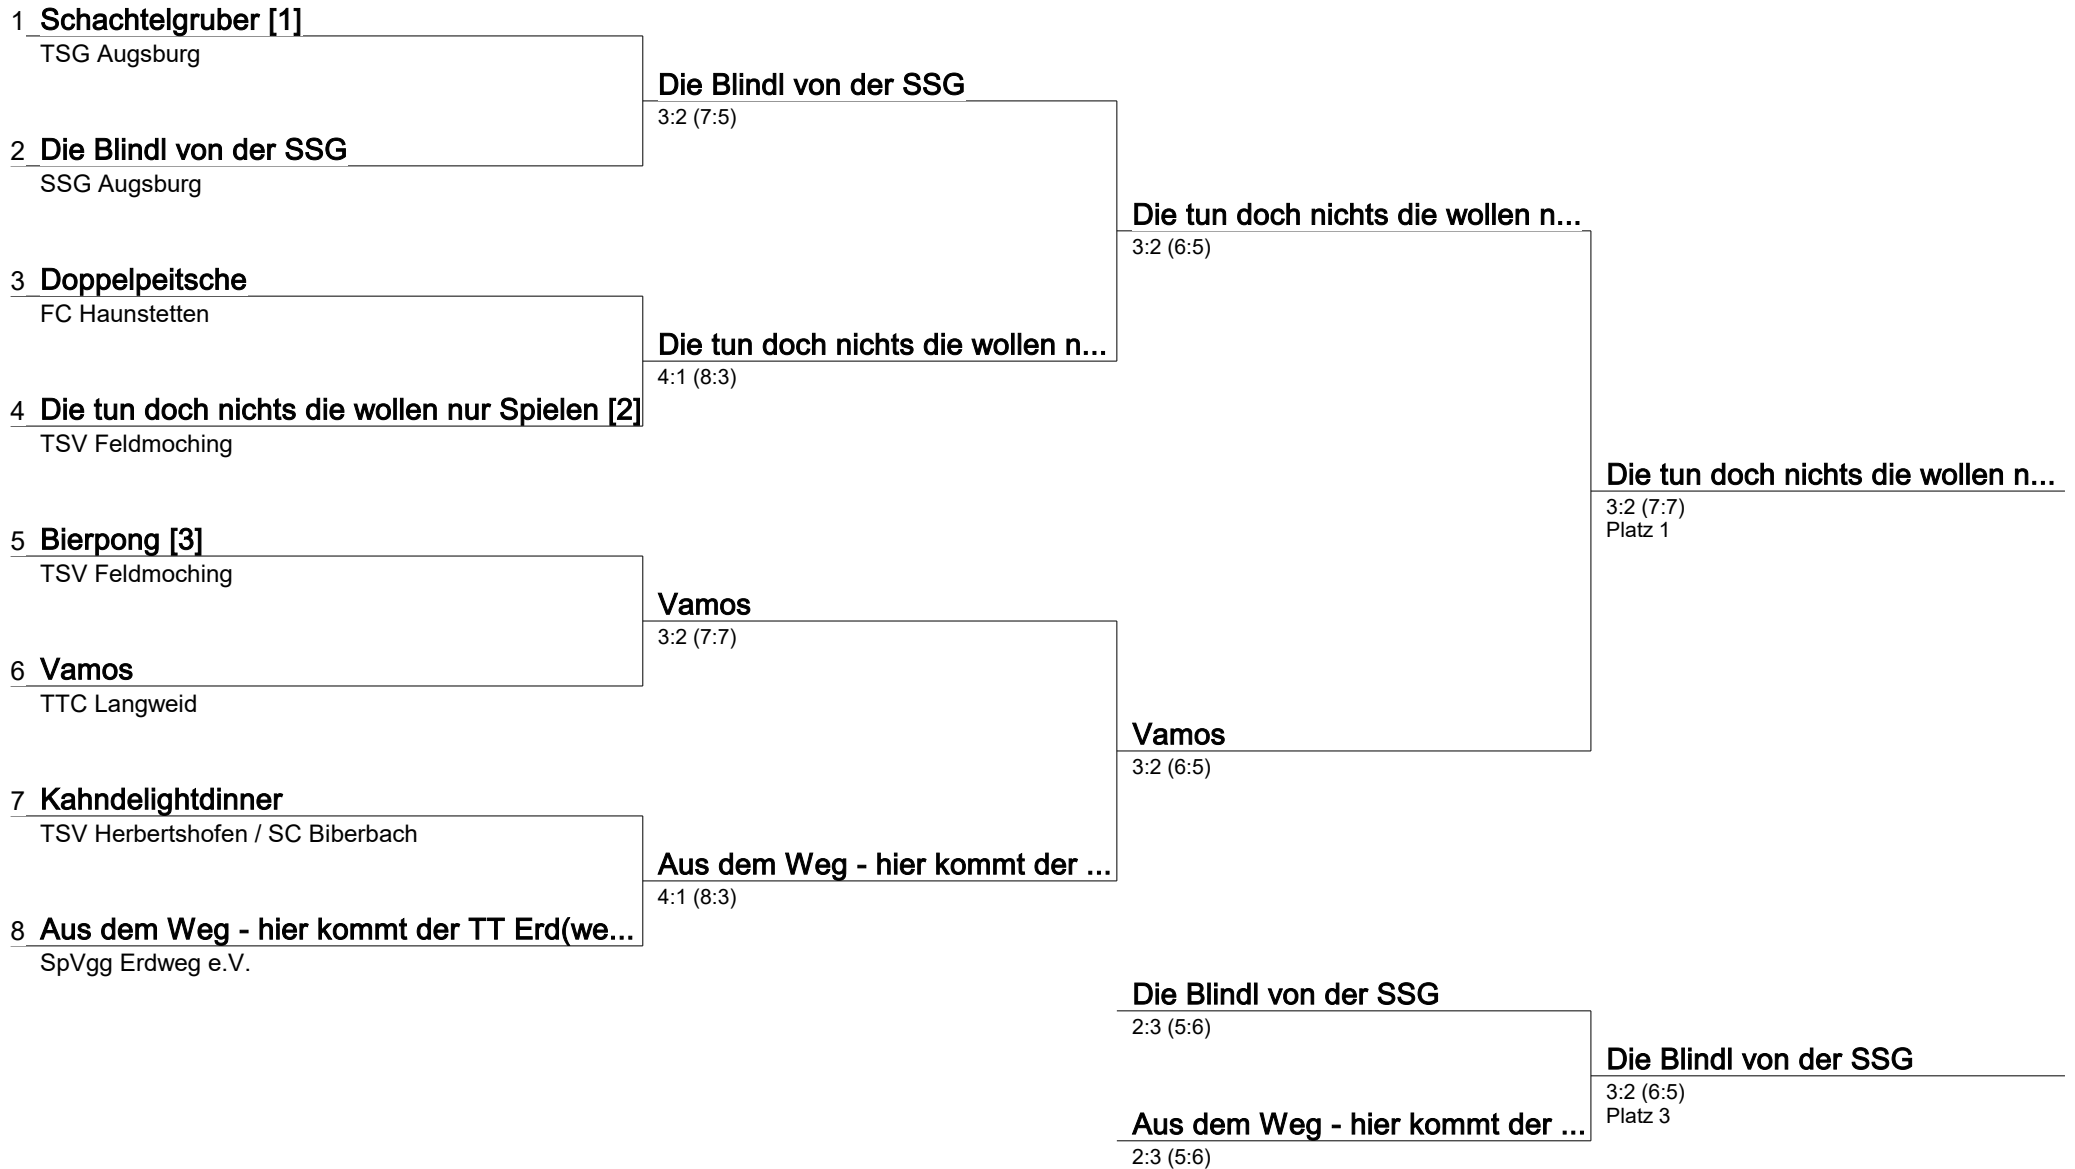 1 Schachtelgruber [1]
TSG Augsburg
Die Blindl von der SSG
3:2 (7:5)
2 Die Blindl von der SSG
SSG Augsburg
Die tun doch nichts die wollen n...
3:2 (6:5)
3 Doppelpeitsche
FC Haunstetten
Die tun doch nichts die wollen n...
4:1 (8:3)
4 Die tun doch nichts die wollen nur Spielen [2]
TSV Feldmoching
Die tun doch nichts die wollen n...
3:2 (7:7)
Platz 1
5 Bierpong [3]
TSV Feldmoching
Vamos
3:2 (7:7)
6 Vamos
TTC Langweid
Vamos
3:2 (6:5)
7 Kahndelightdinner
TSV Herbertshofen / SC Biberbach
Aus dem Weg - hier kommt der ...
4:1 (8:3)
8 Aus dem Weg - hier kommt der TT Erd(we...
SpVgg Erdweg e.V.
Die Blindl von der SSG
2:3 (5:6)
Die Blindl von der SSG
3:2 (6:5)
Platz 3
Aus dem Weg - hier kommt der ...
2:3 (5:6)